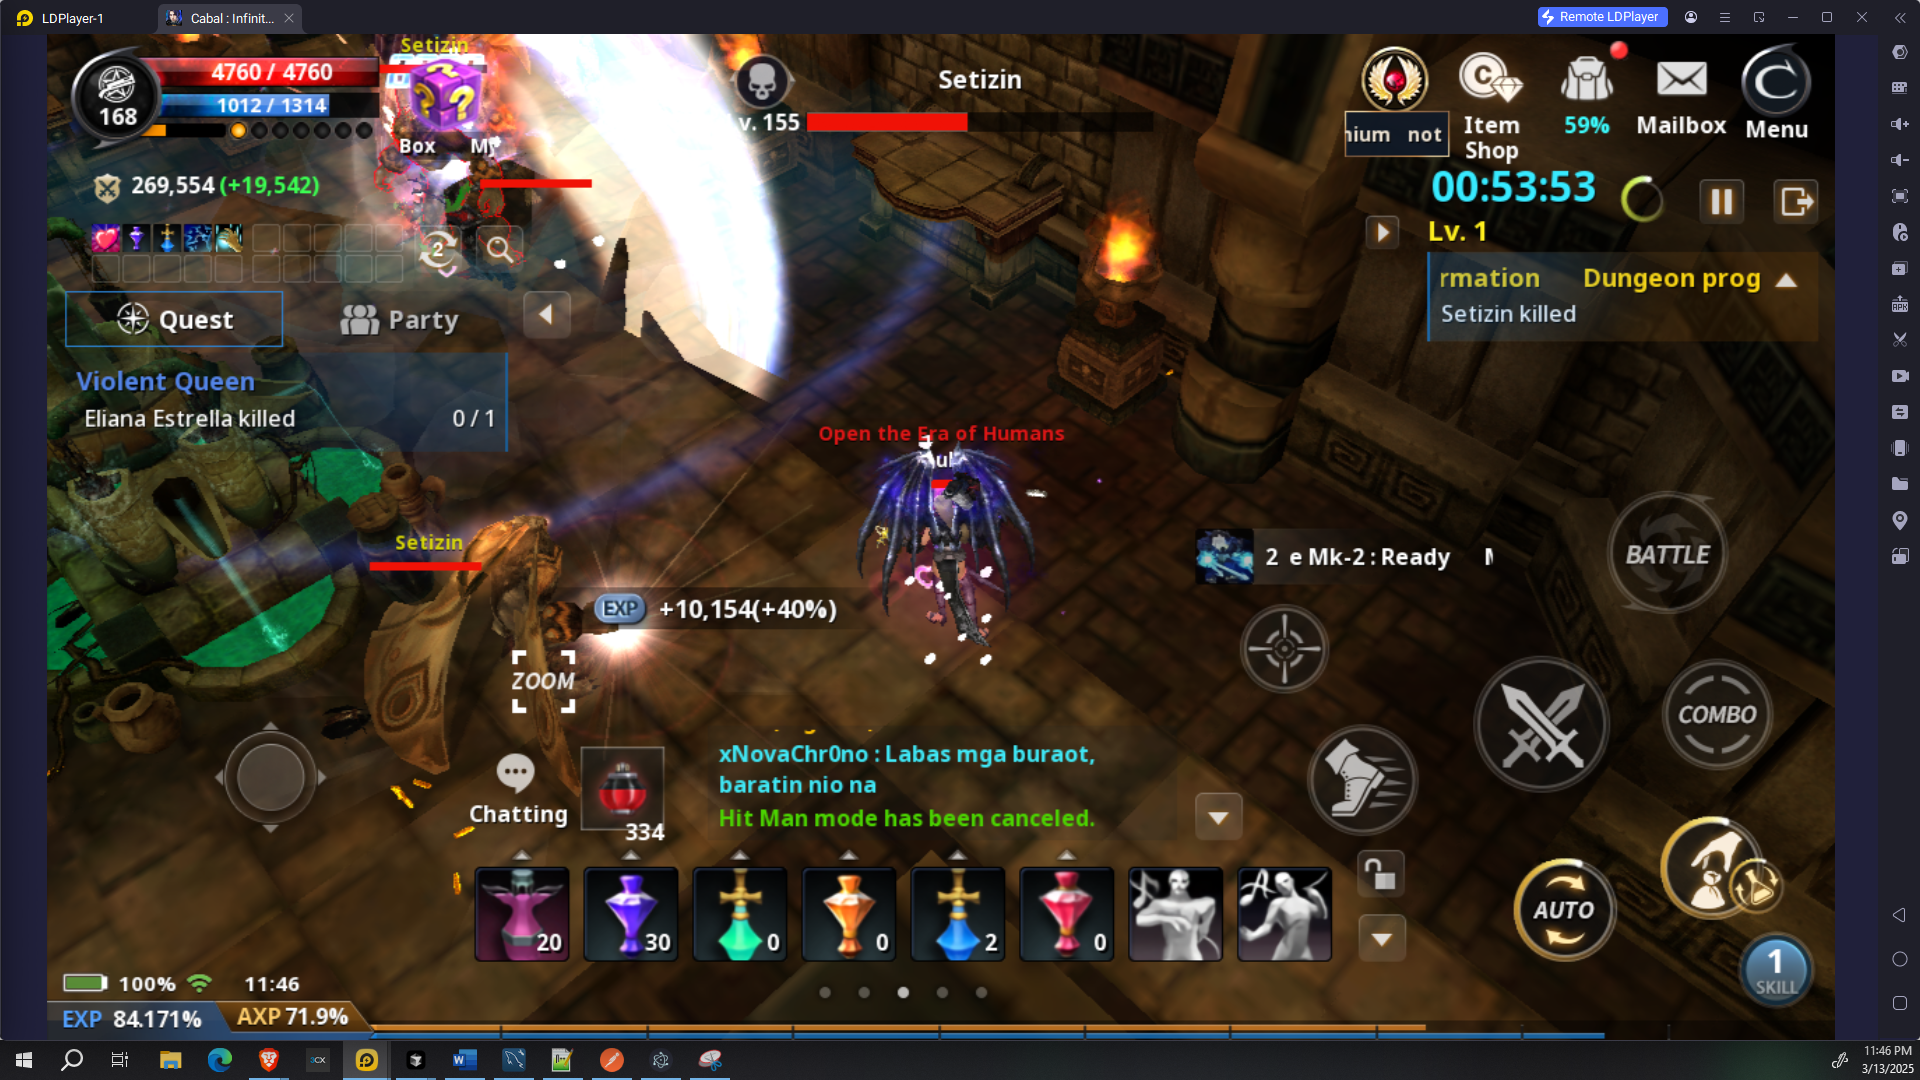 LDPlayer-1
Cabal : Infinit...
Remote LDPlayer
Setizin
4760 / 4760
1012 / 1314
168
Box
Setizin
Lv. 155
nium not
Item
Shop
59%
Mailbox
Menu
269,554 (+19,542)
00:53:53
Lv. 1
2
rmation Dungeon prog
Setizin killed
Quest
Party
Violent Queen
Eliana Estrella killed 0 / 1
Open the Era of Humans
Setizin
2 e Mk-2 : Ready
BATTLE
EXP +10,154(+40%)
ZOOM
COMBO
xNovaChr0no : Labas mga buraot,
baratin nio na
Hit Man mode has been canceled.
Chatting
334
20
30
0
0
2
0
AUTO
1
SKILL
100%
11:46
EXP 84.171%
AXP 71.9%
3CX
11:46 PM
3/13/2025